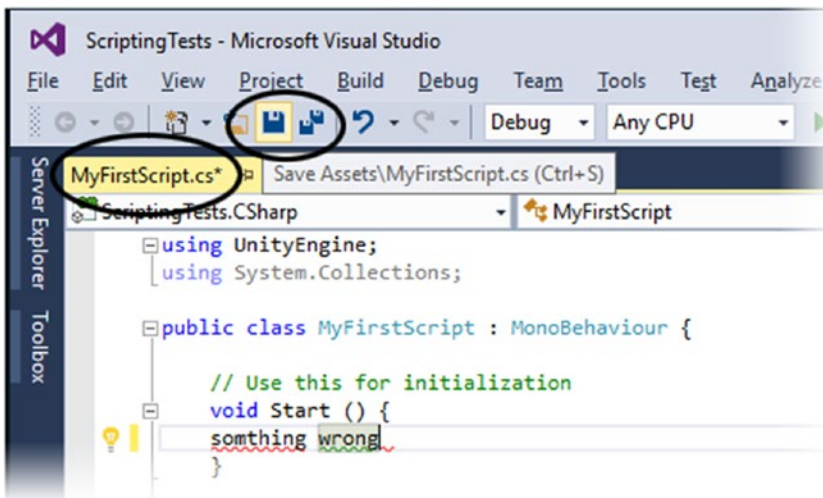 ScriptingTests - Microsoft Visual Studio
File Edit View Project Build Debug Team Tools Test Analyze
Debug Any CPU
MyFirstScript.cs* Save Assets\MyFirstScript.cs (Ctrl+S)
ScriptingTests.CSharp MyFirstScript
Server Explorer
Toolbox
using UnityEngine;
using System.Collections;
public class MyFirstScript : MonoBehaviour {
// Use this for initialization
void Start () {
somthing wrong
}